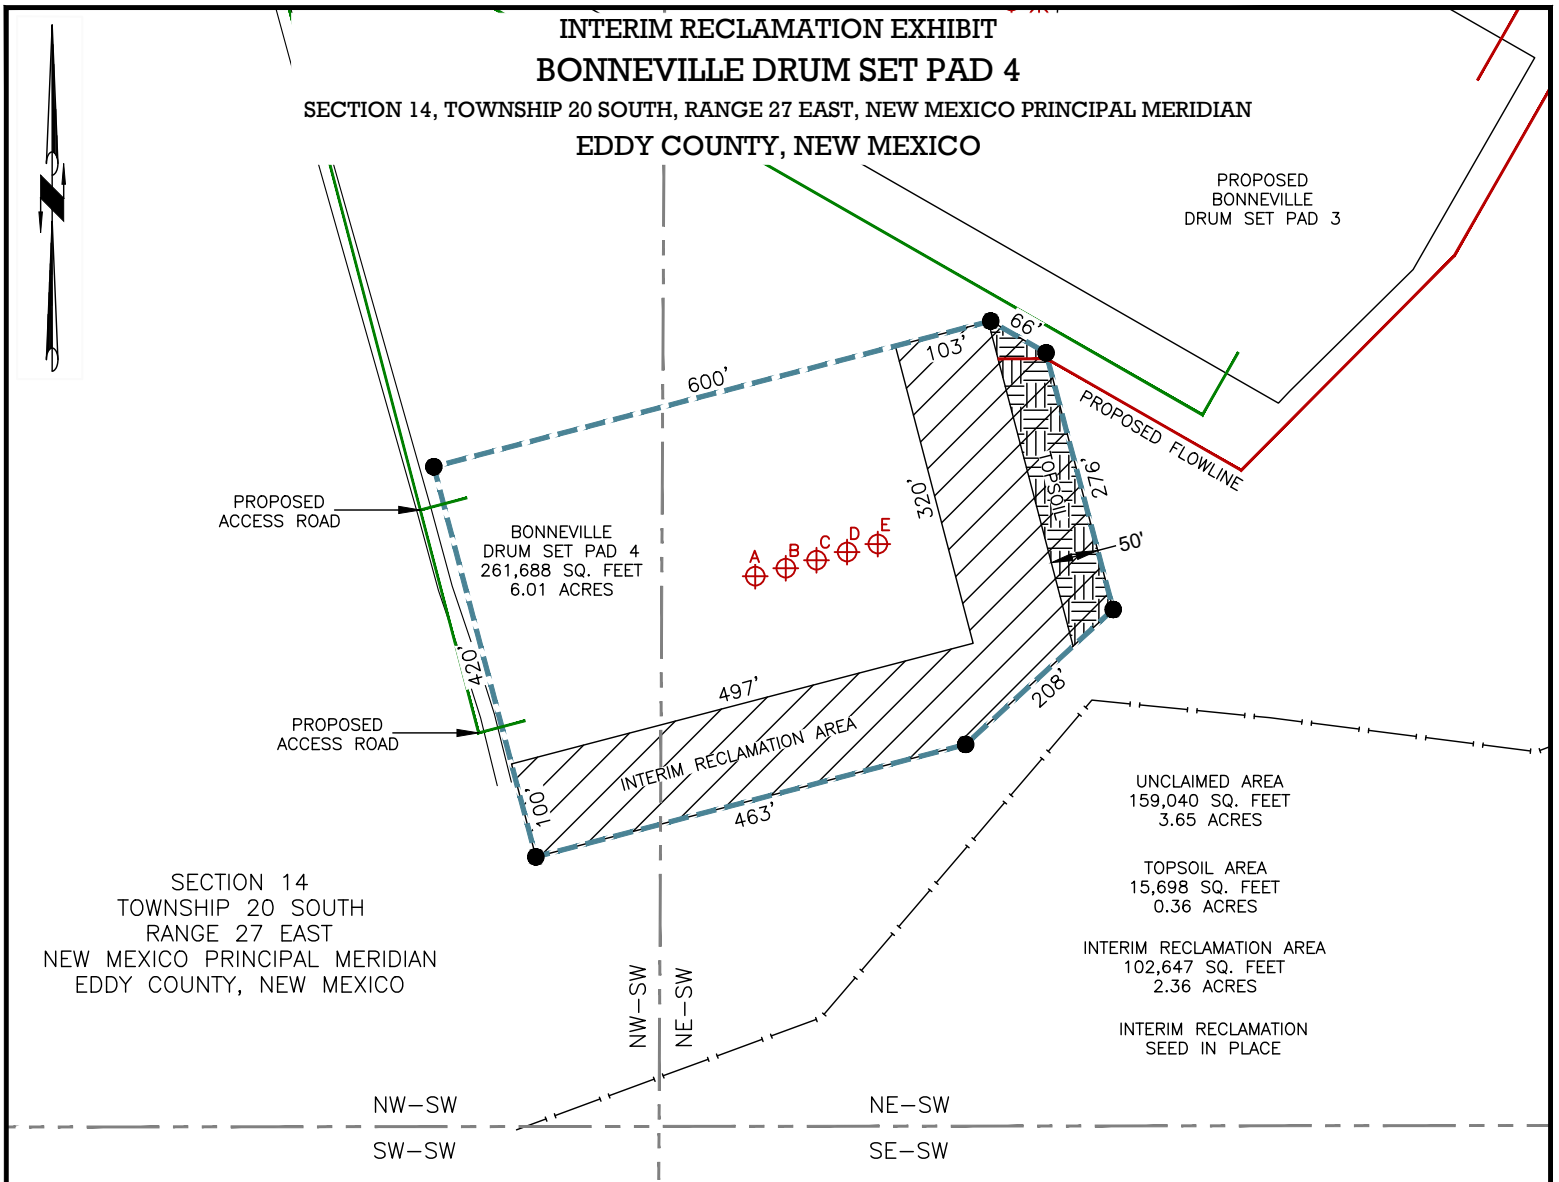 INTERIM RECLAMATION EXHIBIT
BONNEVILLE DRUM SET PAD 4
SECTION 14, TOWNSHIP 20 SOUTH, RANGE 27 EAST, NEW MEXICO PRINCIPAL MERIDIAN
EDDY COUNTY, NEW MEXICO
PROPOSED
BONNEVILLE
DRUM SET PAD 3
66'
103'
600'
PROPOSED FLOWLINE
276'
TOPSOIL
320'
50'
PROPOSED
ACCESS ROAD
BONNEVILLE
DRUM SET PAD 4
261,688 SQ. FEET
6.01 ACRES
A
B
C
D
E
420'
497'
208'
PROPOSED
ACCESS ROAD
INTERIM RECLAMATION AREA
100'
463'
UNCLAIMED AREA
159,040 SQ. FEET
3.65 ACRES
TOPSOIL AREA
15,698 SQ. FEET
0.36 ACRES
INTERIM RECLAMATION AREA
102,647 SQ. FEET
2.36 ACRES
INTERIM RECLAMATION
SEED IN PLACE
SECTION 14
TOWNSHIP 20 SOUTH
RANGE 27 EAST
NEW MEXICO PRINCIPAL MERIDIAN
EDDY COUNTY, NEW MEXICO
NW-SW
NE-SW
NW-SW
NE-SW
SW-SW
SE-SW